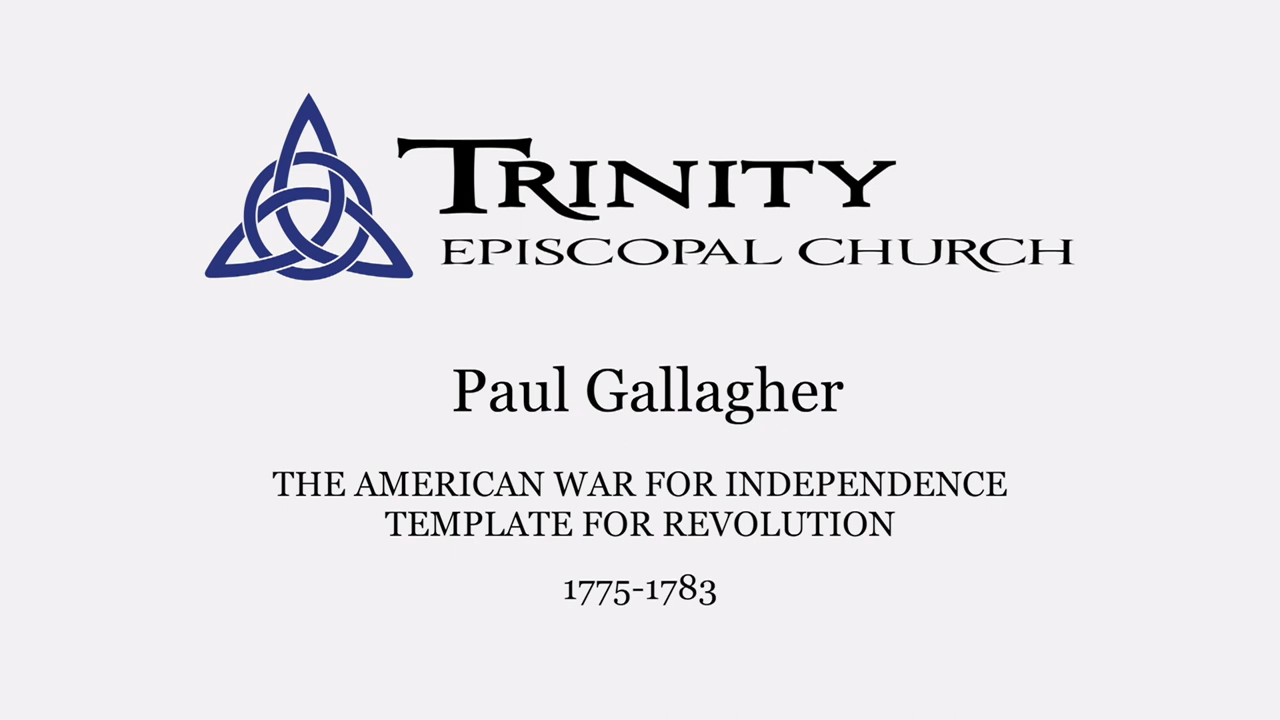 TRINITY
EPISCOPAL CHURCH
Paul Gallagher
THE AMERICAN WAR FOR INDEPENDENCE
TEMPLATE FOR REVOLUTION
1775-1783